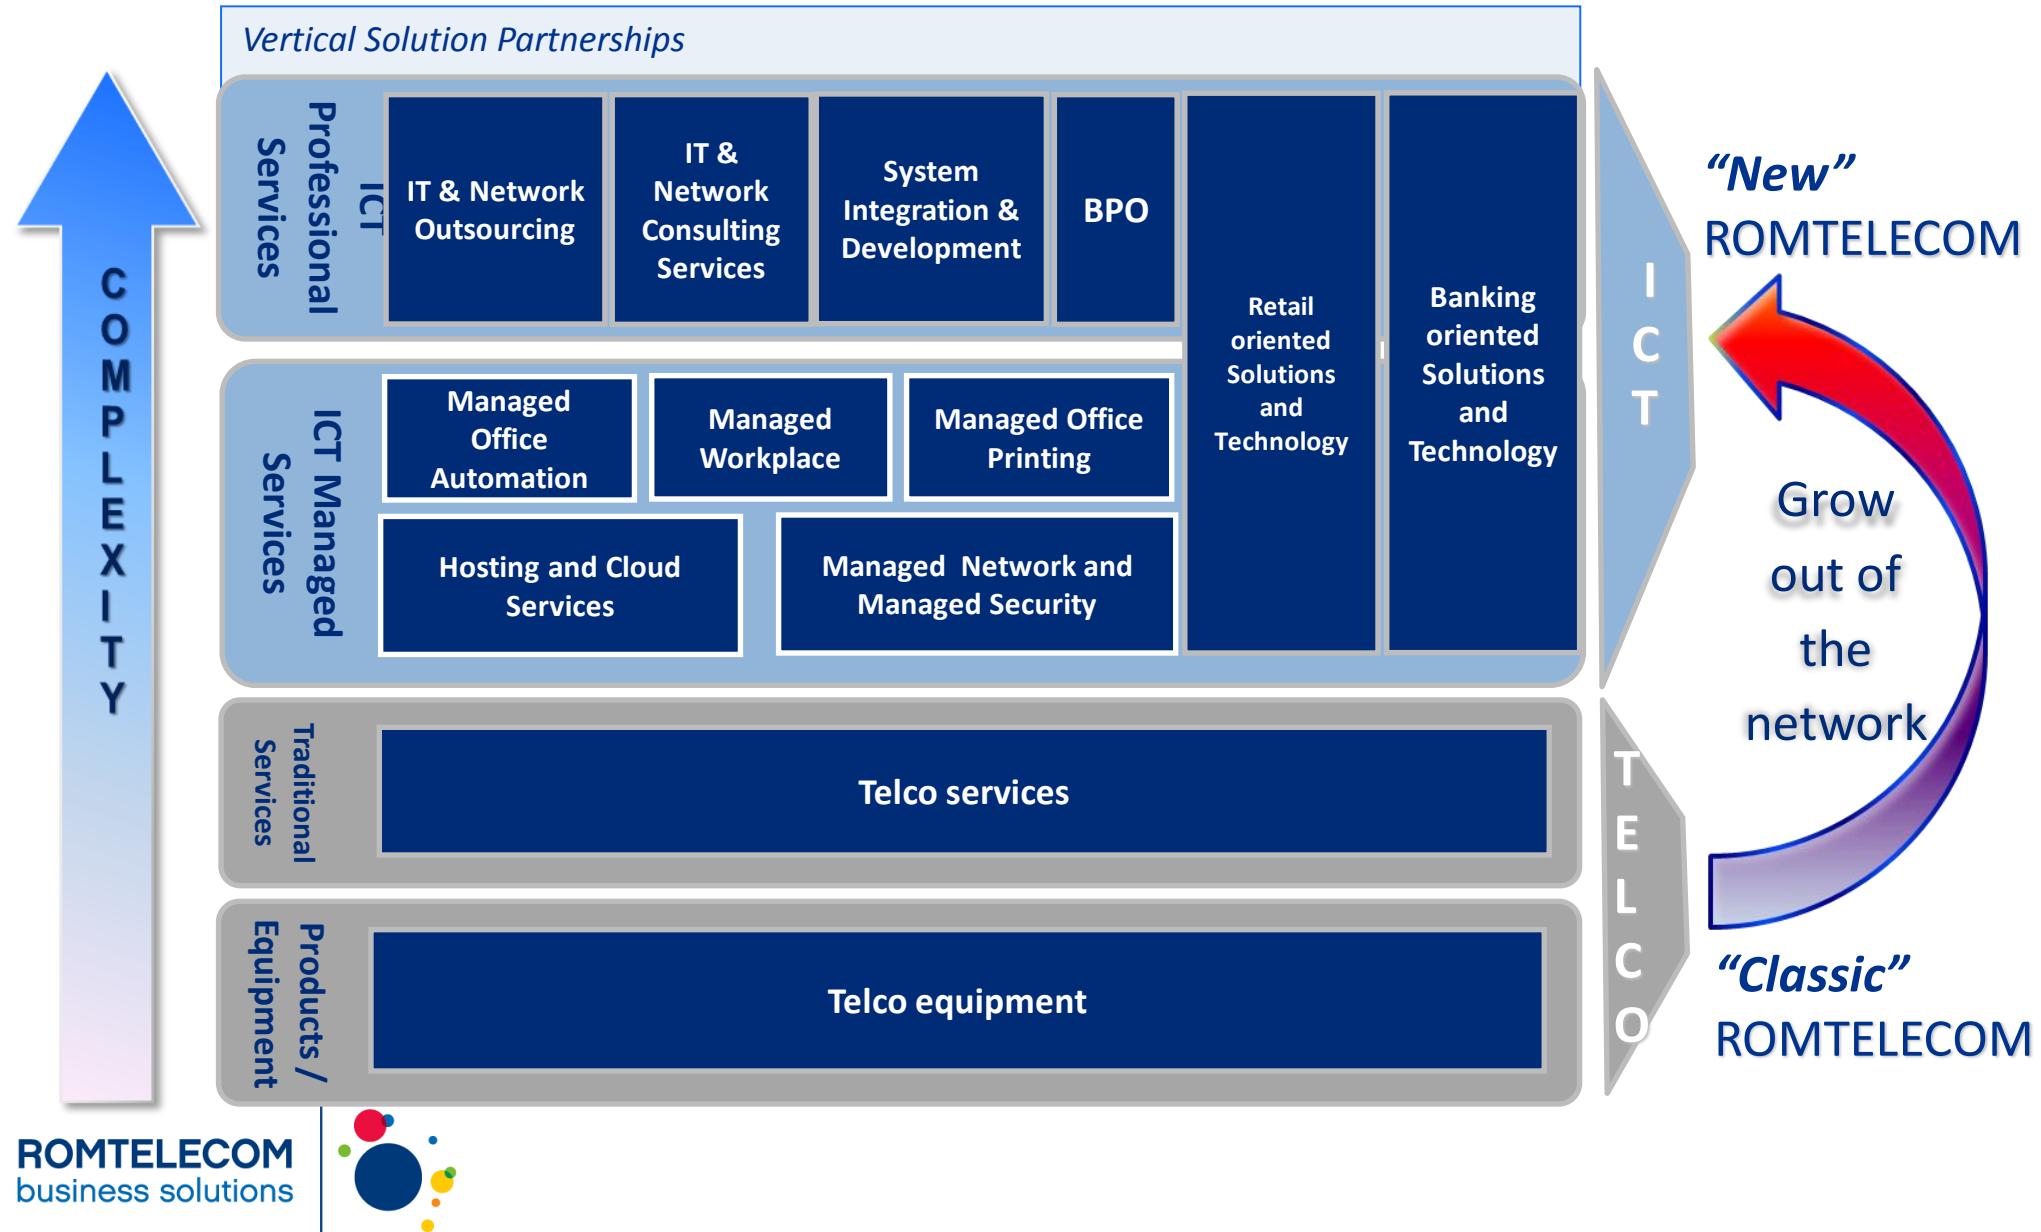 Vertical Solution Partnerships
COMPLEXITY
ICT
Professional
Services
IT & Network
Outsourcing
IT &
Network
Consulting
Services
System
Integration &
Development
BPO
Retail
oriented
Solutions
and
Technology
Banking
oriented
Solutions
and
Technology
ICT Managed
Services
Managed
Office
Automation
Managed
Workplace
Managed Office
Printing
Hosting and Cloud
Services
Managed  Network and
Managed Security
Traditional
Services
Telco services
Products /
Equipment
Telco equipment
ICT
TELCO
“New”
ROMTELECOM
Grow
out of
the
network
“Classic”
ROMTELECOM
ROMTELECOM
business solutions